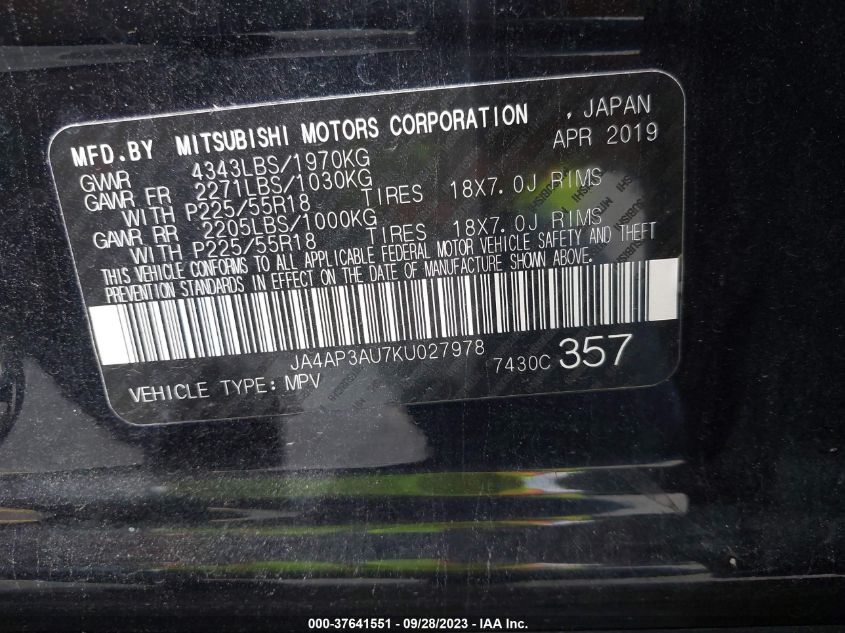 MFD.BY MITSUBISHI MOTORS CORPORATION , JAPAN
APR 2019
GWWR 4343LBS/1970KG
GAWR FR 2271LBS/1030KG
WITH P225/55R18 TIRES 18X7.0J RIMS
GAWR RR 2205LBS/1000KG
WITH P225/55R18 TIRES 18X7.0J RIMS
THIS VEHICLE CONFORMS TO ALL APPLICABLE FEDERAL MOTOR VEHICLE SAFETY AND THEFT
PREVENTION STANDARDS IN EFFECT ON THE DATE OF MANUFACTURE SHOWN ABOVE.
JA4AP3AU7KU027978
VEHICLE TYPE: MPV 7430C 357
000-37641551 - 09/28/2023 - IAA Inc.